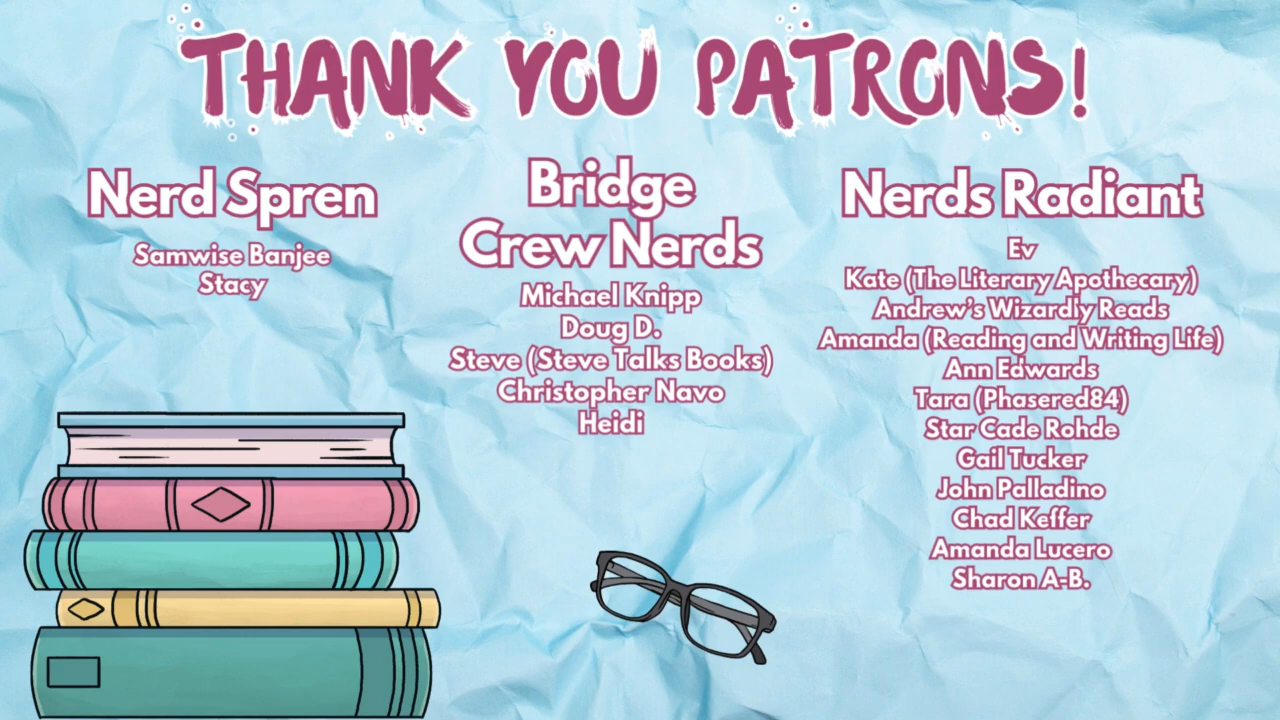 THANK YOU PATRONS!
Nerd Spren
Samwise Banjee
Stacy
Bridge
Crew Nerds
Michael Knipp
Doug D.
Steve (Steve Talks Books)
Christopher Navo
Heidi
Nerds Radiant
Ev
Kate (The Literary Apothecary)
Andrew's Wizardly Reads
Amanda (Reading and Writing Life)
Ann Edwards
Tara (Phasered84)
Star Cade Rohde
Gail Tucker
John Palladino
Chad Keffer
Amanda Lucero
Sharon A-B.